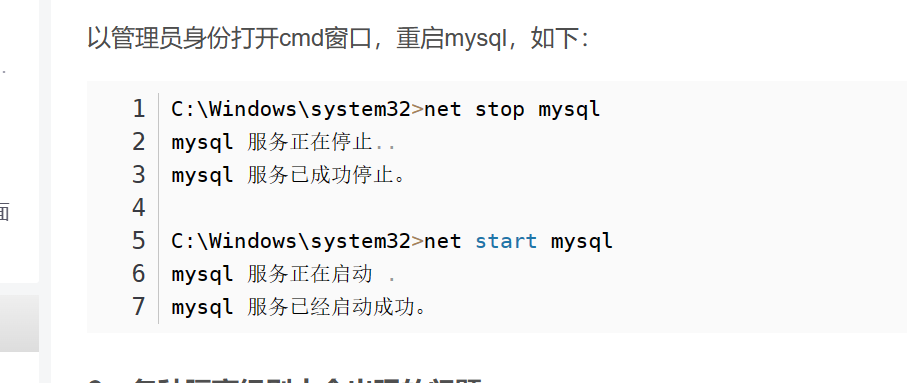 以管理员身份打开cmd窗口，重启mysql，如下：
1 C:\Windows\system32>net stop mysql
2 mysql 服务正在停止..
3 mysql 服务已成功停止。
4
5 C:\Windows\system32>net start mysql
6 mysql 服务正在启动 .
7 mysql 服务已经启动成功。
面